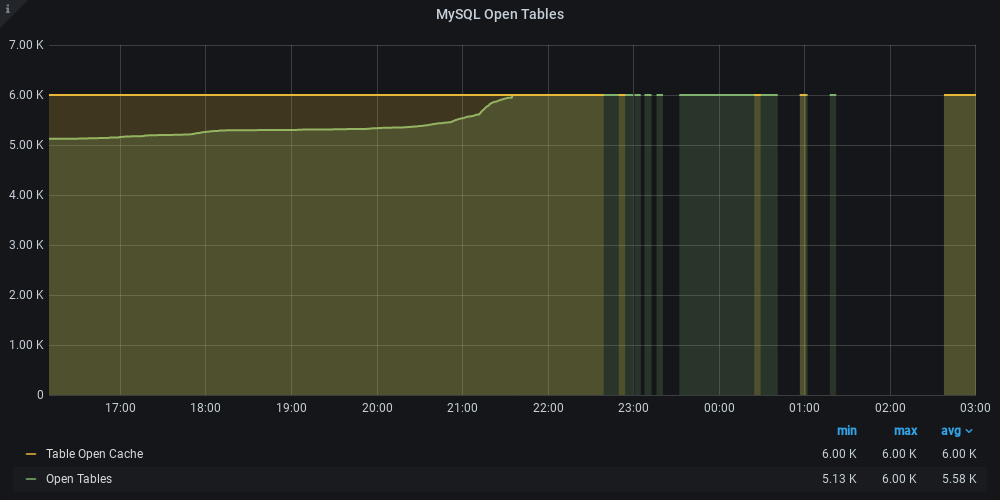 i
MySQL Open Tables
7.00 K
6.00 K
5.00 K
4.00 K
3.00 K
2.00 K
1.00 K
0
17:00 18:00 19:00 20:00 21:00 22:00 23:00 00:00 01:00 02:00 03:00
min max avg
Table Open Cache 6.00 K 6.00 K 6.00 K
Open Tables 5.13 K 6.00 K 5.58 K